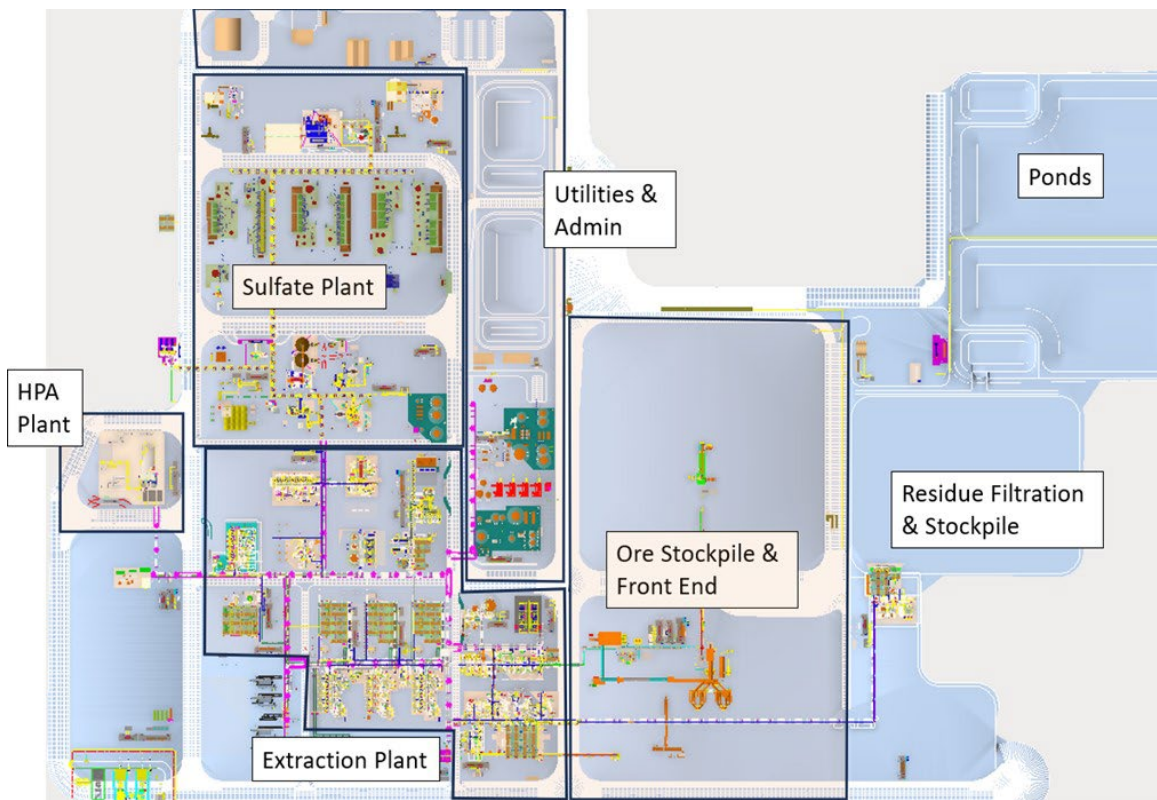 Utilities &
Admin
Ponds
Sulfate Plant
HPA
Plant
Residue Filtration
& Stockpile
Ore Stockpile &
Front End
Extraction Plant